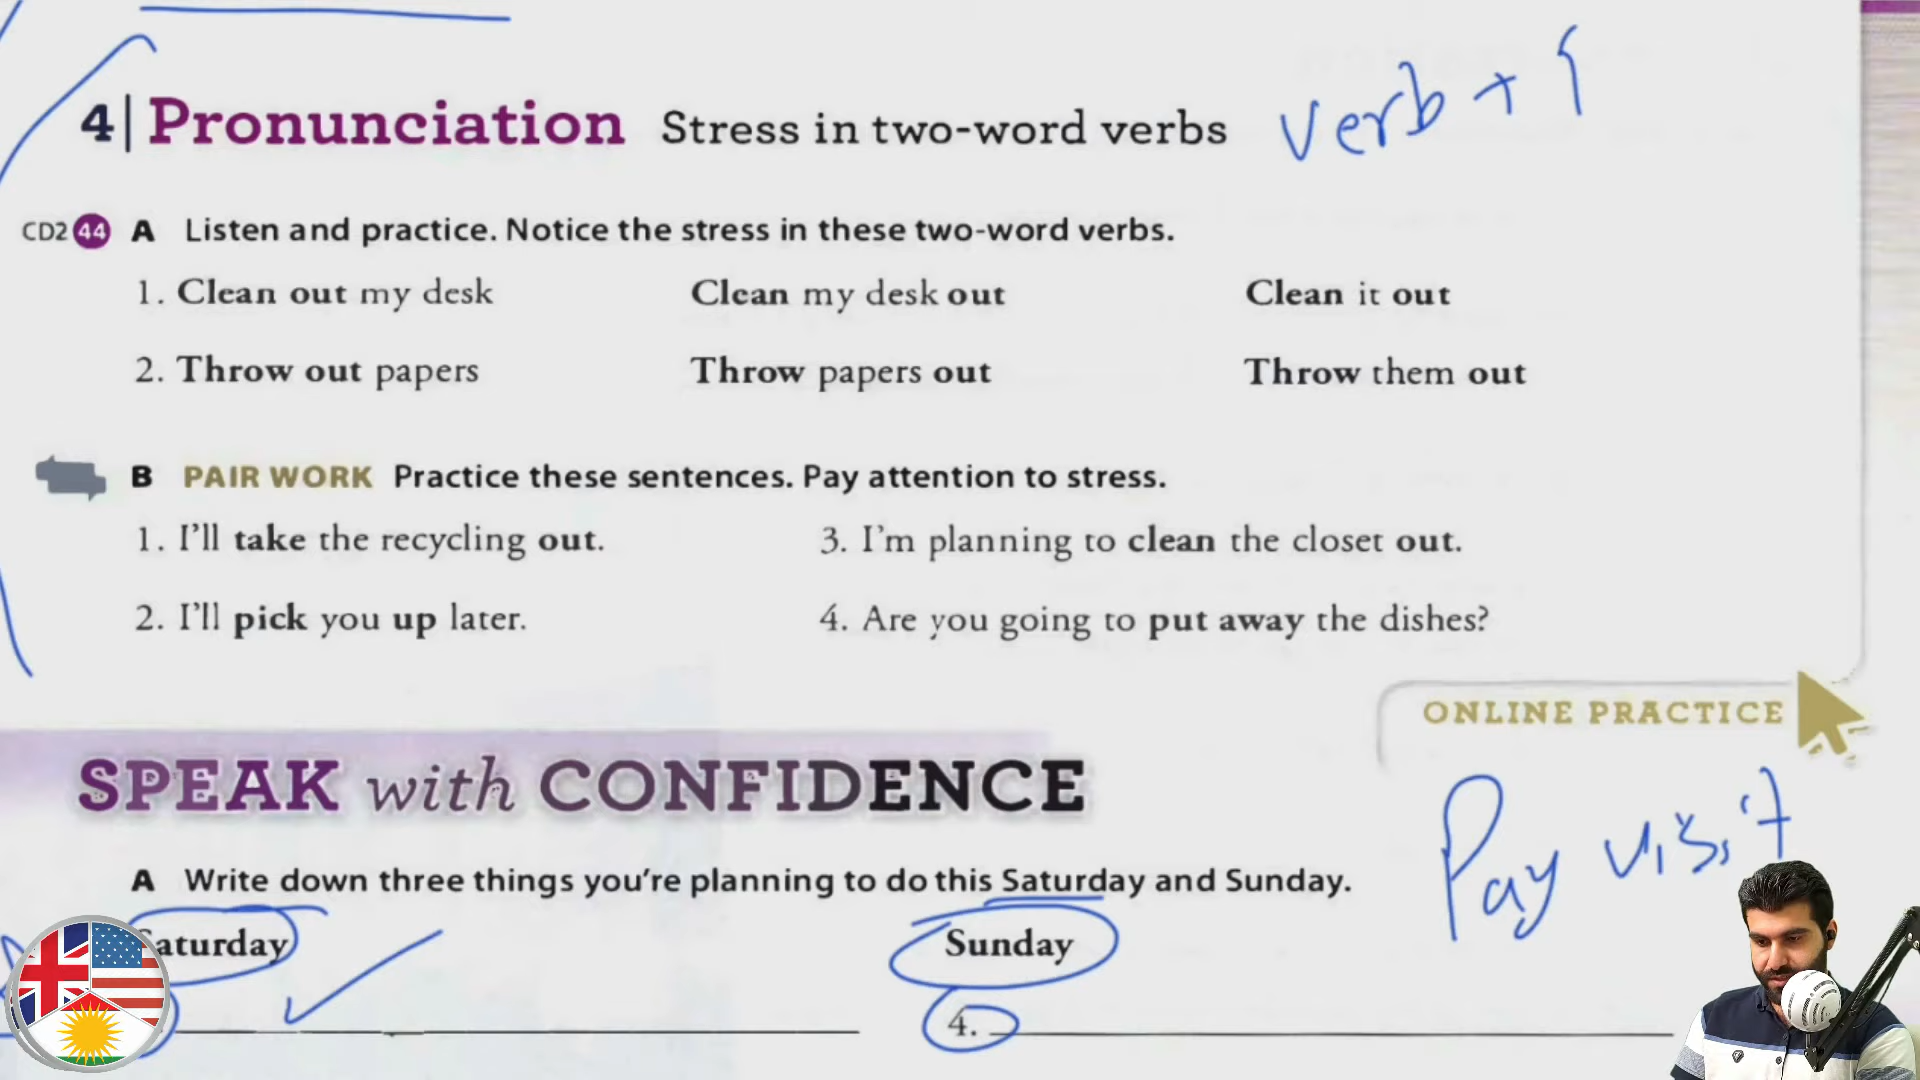 4 | Pronunciation Stress in two-word verbs
verb +
CD2 44 A Listen and practice. Notice the stress in these two-word verbs.
1. Clean out my desk Clean my desk out Clean it out
2. Throw out papers Throw papers out Throw them out
B PAIR WORK Practice these sentences. Pay attention to stress.
1. I'll take the recycling out. 3. I'm planning to clean the closet out.
2. I'll pick you up later. 4. Are you going to put away the dishes?
ONLINE PRACTICE
SPEAK with CONFIDENCE
Pay visit
A Write down three things you're planning to do this Saturday and Sunday.
Saturday Sunday
4.